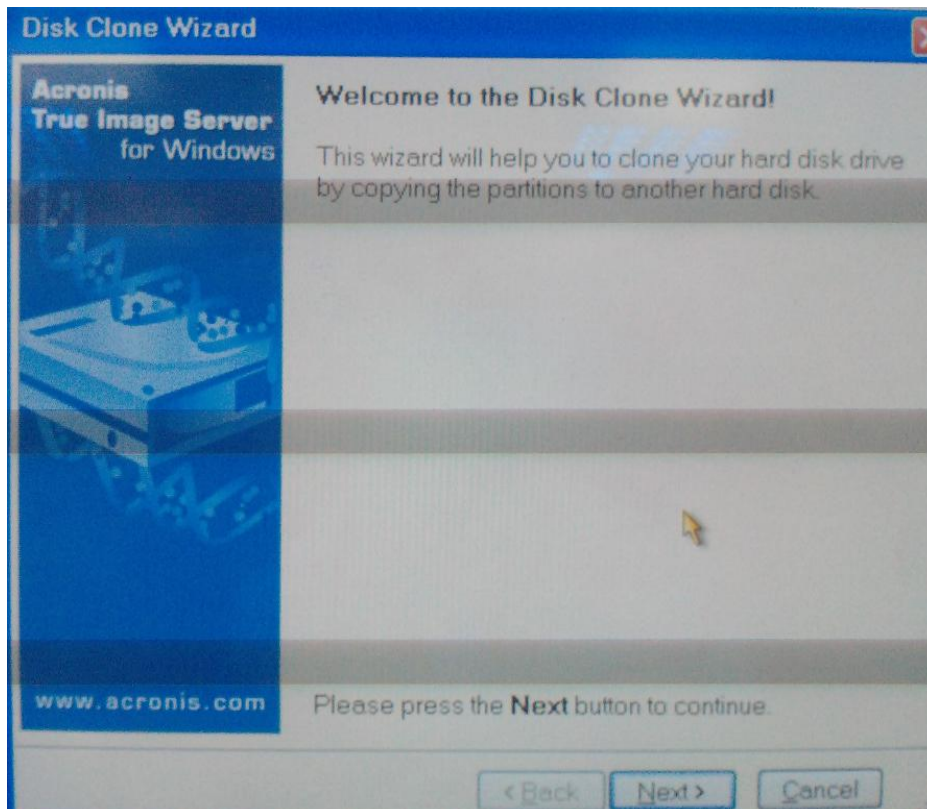 Disk Clone Wizard
Acronis
True Image Server
for Windows
Welcome to the Disk Clone Wizard!
This wizard will help you to clone your hard disk drive
by copying the partitions to another hard disk.
www.acronis.com
Please press the Next button to continue.
< Back
Next >
Cancel